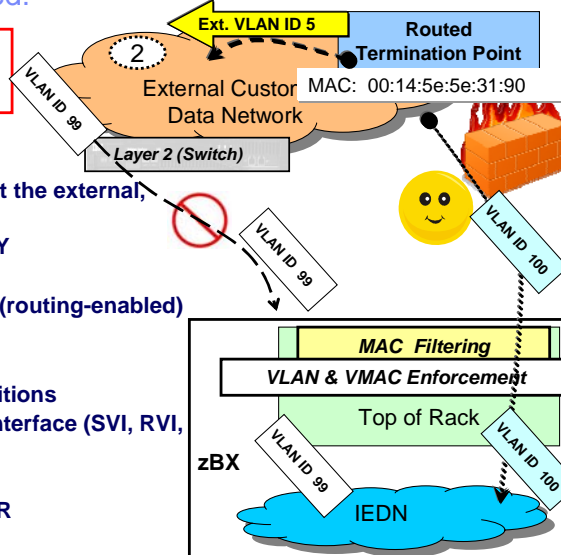 Ext. VLAN ID 5
Routed
Termination Point
2
MAC: 00:14:5e:5e:31:90
VLAN ID 99
External Custom
Data Network
Layer 2 (Switch)
t the external,
Y
VLAN ID 99
VLAN ID 100
(routing-enabled)
MAC Filtering
VLAN & VMAC Enforcement
itions
nterface (SVI, RVI,
Top of Rack
zBX
VLAN ID 99
VLAN ID 100
R
IEDN